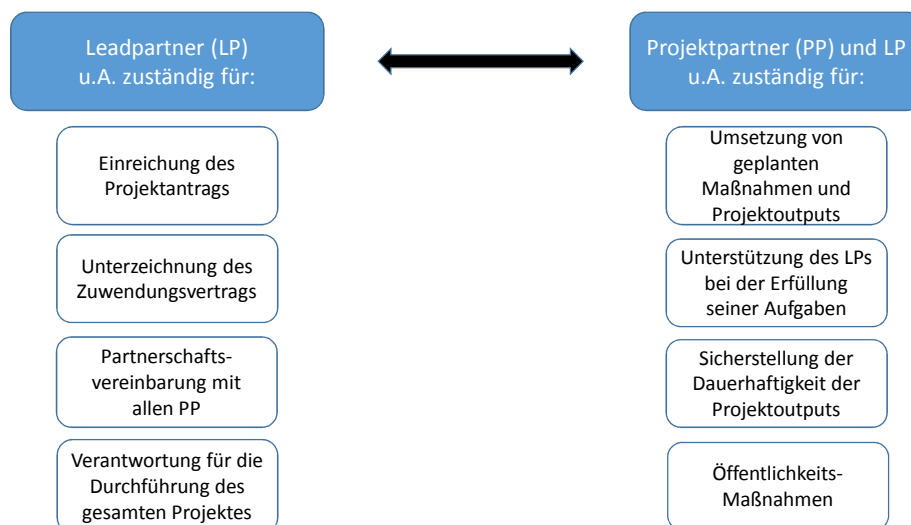 Leadpartner (LP)
u.A. zuständig für:
Einreichung des
Projektantrags
Unterzeichnung des
Zuwendungsvertrags
Partnerschafts-
vereinbarung mit
allen PP
Verantwortung für die
Durchführung des
gesamten Projektes
Projektpartner (PP) und LP
u.A. zuständig für:
Umsetzung von
geplanten
Maßnahmen und
Projektoutputs
Unterstützung des LPs
bei der Erfüllung
seiner Aufgaben
Sicherstellung der
Dauerhaftigkeit der
Projektoutputs
Öffentlichkeits-
Maßnahmen